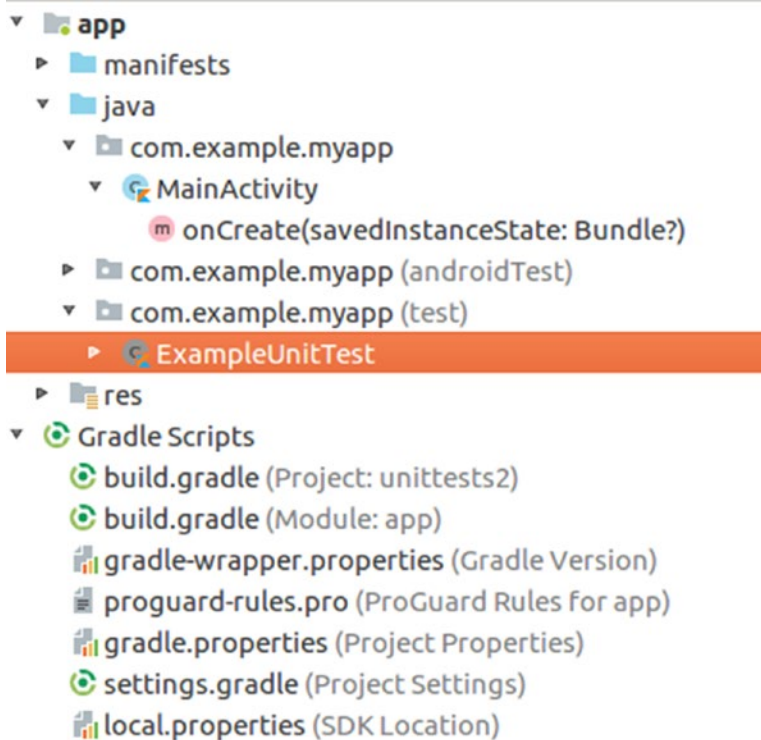 app
manifests
java
com.example.myapp
MainActivity
m onCreate(savedInstanceState: Bundle?)
com.example.myapp (androidTest)
com.example.myapp (test)
ExampleUnitTest
res
Gradle Scripts
build.gradle (Project: unittests2)
build.gradle (Module: app)
gradle-wrapper.properties (Gradle Version)
proguard-rules.pro (ProGuard Rules for app)
gradle.properties (Project Properties)
settings.gradle (Project Settings)
local.properties (SDK Location)